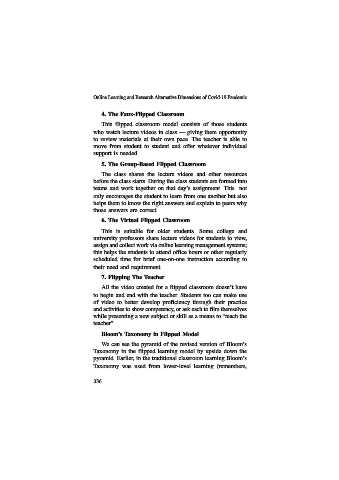 Online Learning and Research Alternative Dimensions of Covid-19 Pandemic
4. The Faux-Flipped Classroom
This flipped classroom model consists of those students
who watch lecture videos in class — giving them opportunity
to review materials at their own pace. The teacher is able to
move from student to student and offer whatever individual
support is needed.
5. The Group-Based Flipped Classroom
The class shares the lecture videos and other resources
before the class starts. During the class students are formed into
teams and work together on that day's assignment. This not
only encourages the student to learn from one another but also
helps them to know the right answers and explain to peers why
those answers are correct.
6. The Virtual Flipped Classroom
This is suitable for older students. Some college and
university professors share lecture videos for students to view,
assign and collect work via online learning management systems;
this helps the students to attend office hours or other regularly
scheduled time for brief one-on-one instruction according to
their need and requirement.
7. Flipping The Teacher
All the video created for a flipped classroom doesn't have
to begin and end with the teacher. Students too can make use
of video to better develop proficiency through their practice
and activities to show competency, or ask each to film themselves
while presenting a new subject or skill as a means to "teach the
teacher".
Bloom's Taxonomy in Flipped Model
We can see the pyramid of the revised version of Bloom's
Taxonomy in the flipped learning model by upside down the
pyramid. Earlier, in the traditional classroom learning Bloom's
Taxonomy was used from lower-level learning (remembers,
336